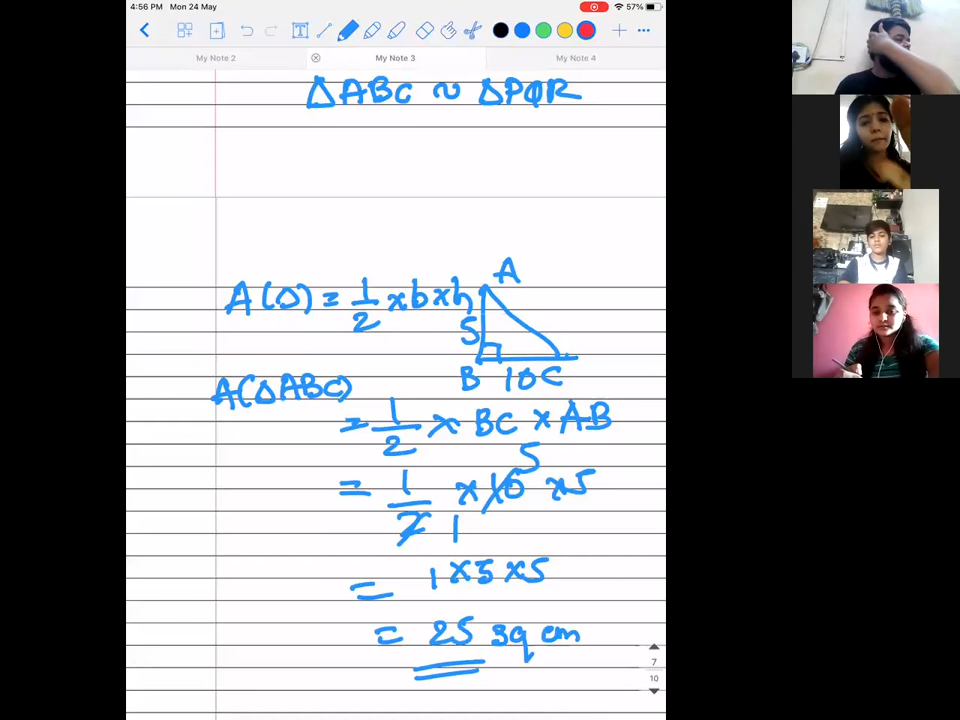 4:56 PM Mon 24 May
57%
My Note 2
My Note 3
My Note 4
ΔABC ~ ΔPQR
A(Δ) = 1/2 × b × h
A
5
B 10 C
A(ΔABC)
= 1/2 × BC × AB
5
= 1/2 × 10 × 5
1
= 1 × 5 × 5
= 25 sq cm
7
10